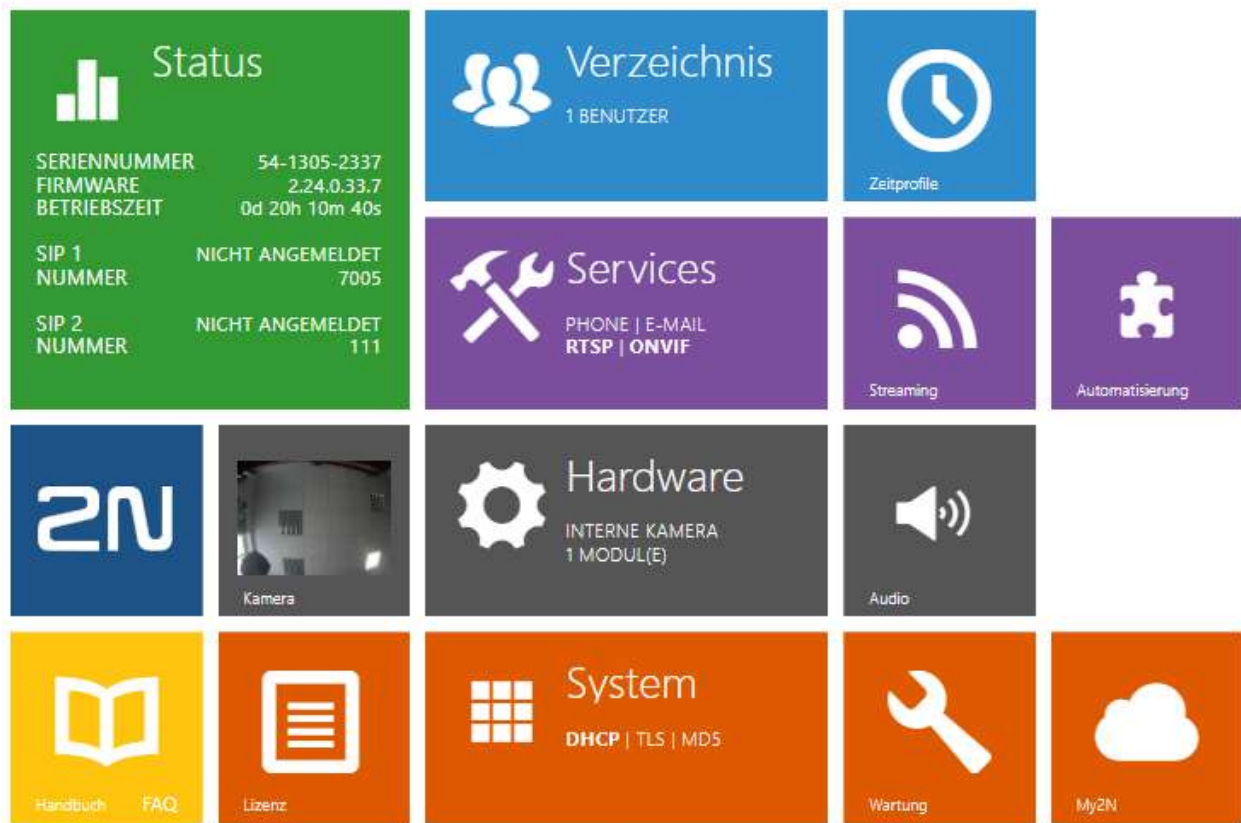 Status
SERIENNUMMER 54-1305-2337
FIRMWARE 2.24.0.33.7
BETRIEBSZEIT 0d 20h 10m 40s
SIP 1 NICHT ANGEMELDET
NUMMER 7005
SIP 2 NICHT ANGEMELDET
NUMMER 111
Verzeichnis
1 BENUTZER
Zeitprofile
Services
PHONE | E-MAIL
RTSP | ONVIF
Streaming
Automatisierung
2N
Kamera
Hardware
INTERNE KAMERA
1 MODUL(E)
Audio
Handbuch FAQ
Lizenz
System
DHCP | TLS | MD5
Wartung
My2N